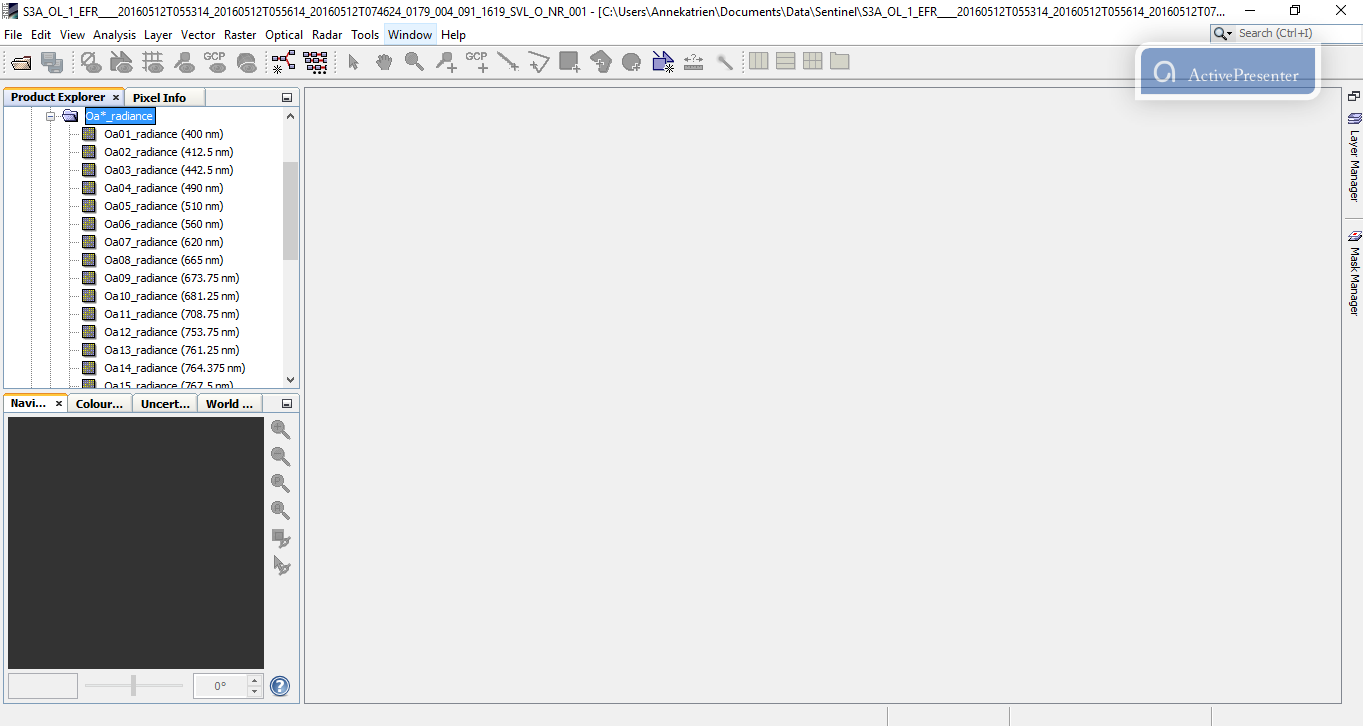 S3A_OL_1_EFR____20160512T055314_20160512T055614_20160512T074624_0179_004_091_1619_SVL_O_NR_001 - [C:\Users\Annekatrien\Documents\Data\Sentinel\S3A_OL_1_EFR____20160512T055314_20160512T055614_20160512T07...
File Edit View Analysis Layer Vector Raster Optical Radar Tools Window Help
Search (Ctrl+I)
GCP GCP
ActivePresenter
Product Explorer × Pixel Info
Oa*_radiance
Oa01_radiance (400 nm)
Oa02_radiance (412.5 nm)
Oa03_radiance (442.5 nm)
Oa04_radiance (490 nm)
Oa05_radiance (510 nm)
Oa06_radiance (560 nm)
Oa07_radiance (620 nm)
Oa08_radiance (665 nm)
Oa09_radiance (673.75 nm)
Oa10_radiance (681.25 nm)
Oa11_radiance (708.75 nm)
Oa12_radiance (753.75 nm)
Oa13_radiance (761.25 nm)
Oa14_radiance (764.375 nm)
Oa15_radiance (767.5 nm)
Layer Manager
Mask Manager
Navi... × Colour... Uncert... World ...
0°
?